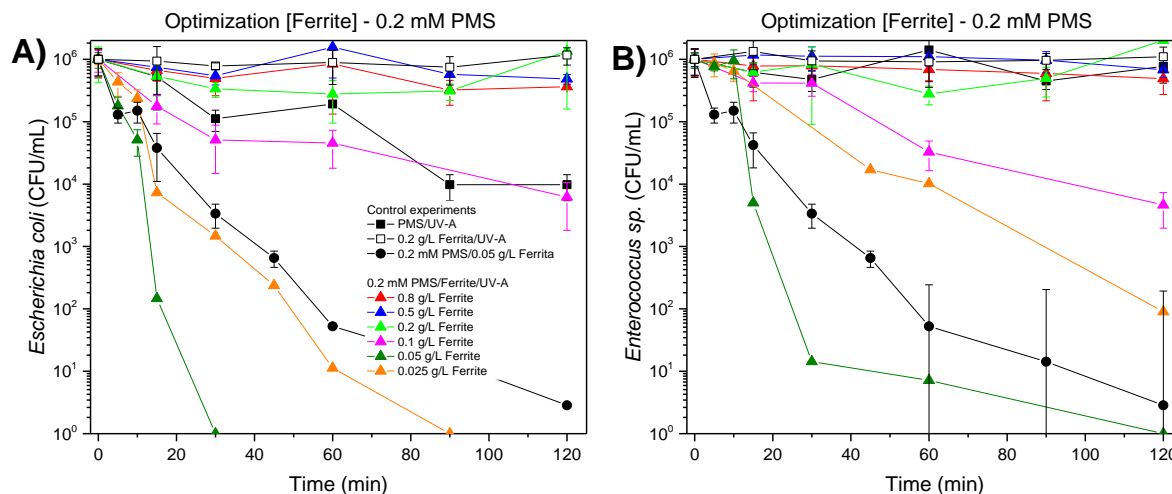 Optimization [Ferrite] - 0.2 mM PMS
A)
Escherichia coli (CFU/mL)
10^6
10^5
10^4
10^3
10^2
10^1
10^0
Control experiments
PMS/UV-A
0.2 g/L Ferrita/UV-A
0.2 mM PMS/0.05 g/L Ferrita
0.2 mM PMS/Ferrite/UV-A
0.8 g/L Ferrite
0.5 g/L Ferrite
0.2 g/L Ferrite
0.1 g/L Ferrite
0.05 g/L Ferrite
0.025 g/L Ferrite
0 20 40 60 80 100 120
Time (min)
Optimization [Ferrite] - 0.2 mM PMS
B)
Enterococcus sp. (CFU/mL)
10^6
10^5
10^4
10^3
10^2
10^1
10^0
0 20 40 60 80 100 120
Time (min)